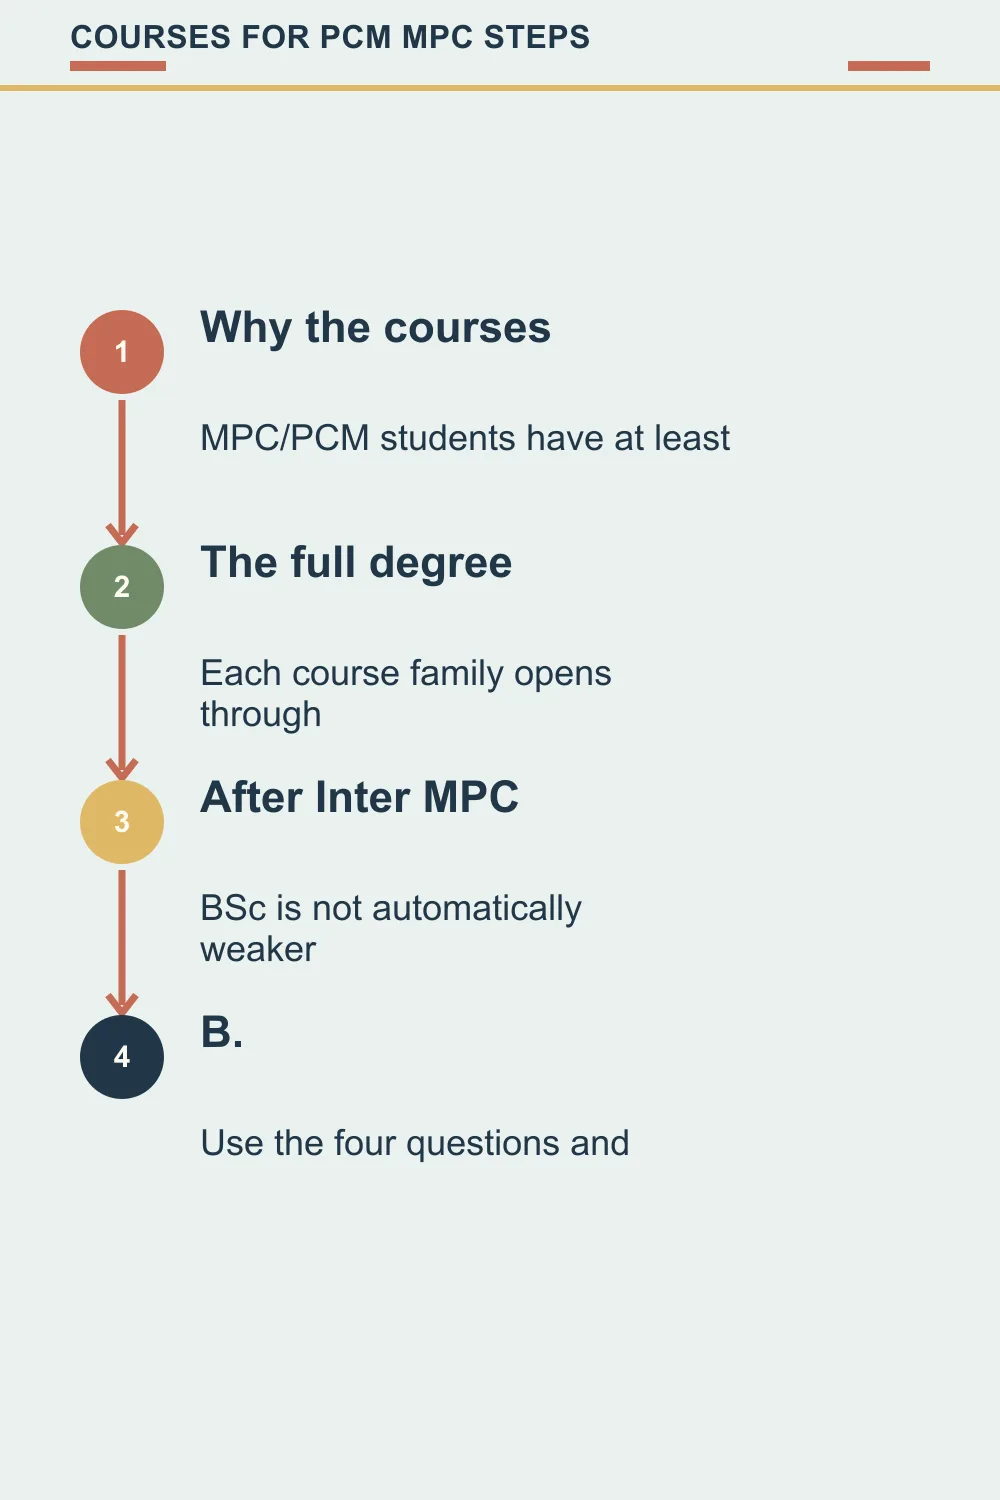 COURSES FOR PCM MPC STEPS
1
Why the courses
MPC/PCM students have at least
2
The full degree
Each course family opens
through
3
After Inter MPC
BSc is not automatically
weaker
4
B.
Use the four questions and